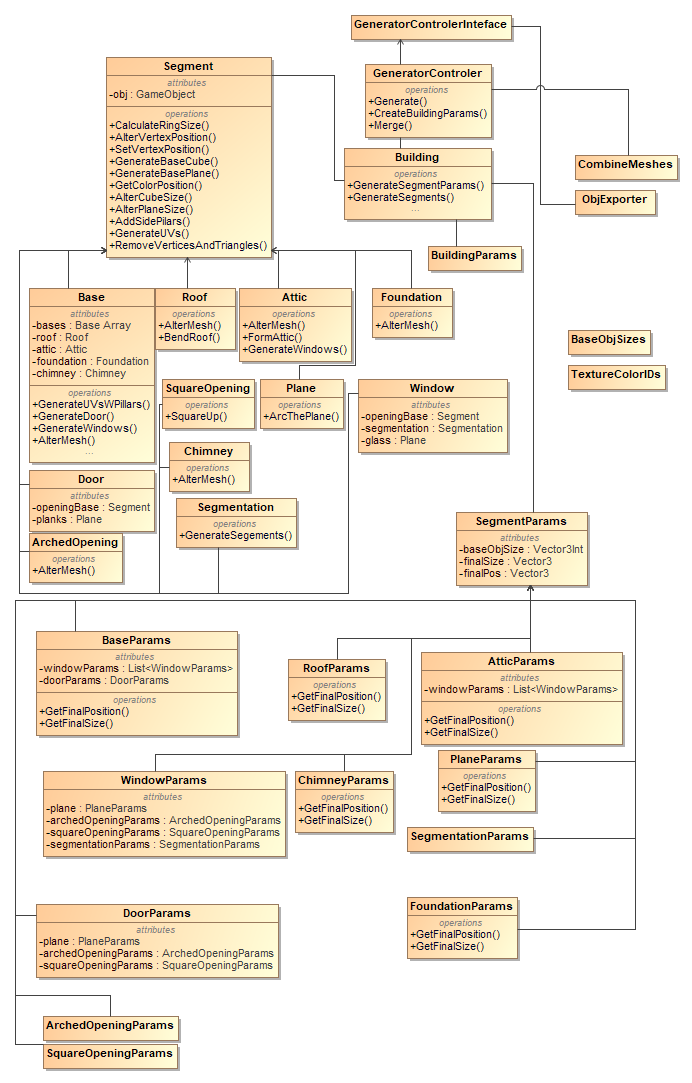 GeneratorControlerInteface
Segment
attributes
-obj : GameObject
operations
+CalculateRingSize()
+AlterVertexPosition()
+SetVertexPosition()
+GenerateBaseCube()
+GenerateBasePlane()
+GetColorPosition()
+AlterCubeSize()
+AlterPlaneSize()
+AddSidePilars()
+GenerateUVs()
+RemoveVerticesAndTriangles()
GeneratorControler
operations
+Generate()
+CreateBuildingParams()
+Merge()
Building
operations
+GenerateSegmentParams()
+GenerateSegments()
...
CombineMeshes
ObjExporter
BuildingParams
Base
attributes
-bases : Base Array
-roof : Roof
-attic : Attic
-foundation : Foundation
-chimney : Chimney
operations
+GenerateUVsWPillars()
+GenerateDoor()
+GenerateWindows()
+AlterMesh()
...
Roof
operations
+AlterMesh()
+BendRoof()
Attic
operations
+AlterMesh()
+FormAttic()
+GenerateWindows()
Foundation
operations
+AlterMesh()
BaseObjSizes
TextureColorIDs
SquareOpening
operations
+SquareUp()
Plane
operations
+ArcThePlane()
Window
attributes
-openingBase : Segment
-segmentation : Segmentation
-glass : Plane
Chimney
operations
+AlterMesh()
Door
attributes
-openingBase : Segment
-planks : Plane
Segmentation
operations
+GenerateSegements()
ArchedOpening
operations
+AlterMesh()
SegmentParams
attributes
-baseObjSize : Vector3Int
-finalSize : Vector3
-finalPos : Vector3
BaseParams
attributes
-windowParams : List<WindowParams>
-doorParams : DoorParams
operations
+GetFinalPosition()
+GetFinalSize()
RoofParams
operations
+GetFinalPosition()
+GetFinalSize()
AtticParams
attributes
-windowParams : List<WindowParams>
operations
+GetFinalPosition()
+GetFinalSize()
PlaneParams
operations
+GetFinalPosition()
+GetFinalSize()
WindowParams
attributes
-plane : PlaneParams
-archedOpeningParams : ArchedOpeningParams
-squareOpeningParams : SquareOpeningParams
-segmentationParams : SegmentationParams
ChimneyParams
operations
+GetFinalPosition()
+GetFinalSize()
SegmentationParams
FoundationParams
operations
+GetFinalPosition()
+GetFinalSize()
DoorParams
attributes
-plane : PlaneParams
-archedOpeningParams : ArchedOpeningParams
-squareOpeningParams : SquareOpeningParams
ArchedOpeningParams
SquareOpeningParams